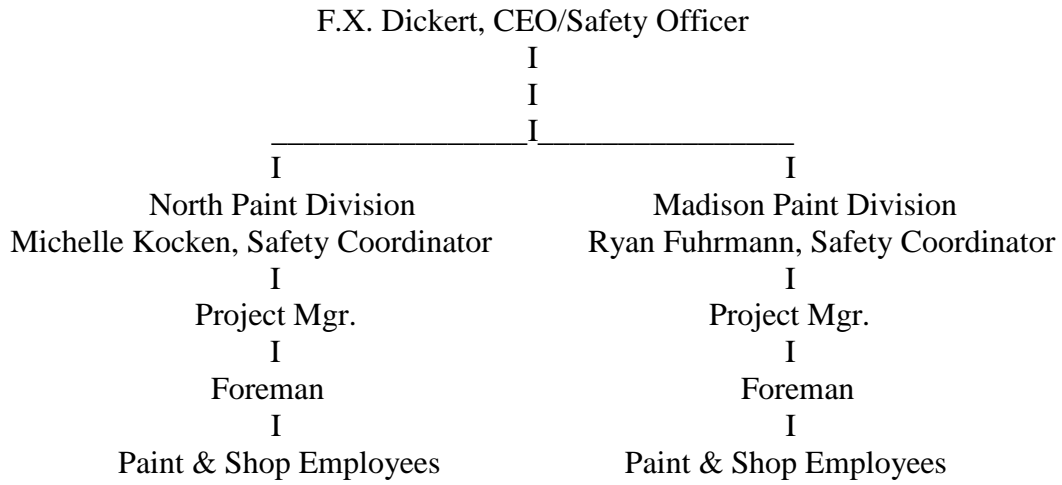 F.X. Dickert, CEO/Safety Officer
I
I
________________I________________
I I
North Paint Division Madison Paint Division
Michelle Kocken, Safety Coordinator Ryan Fuhrmann, Safety Coordinator
I I
Project Mgr. Project Mgr.
I I
Foreman Foreman
I I
Paint & Shop Employees Paint & Shop Employees